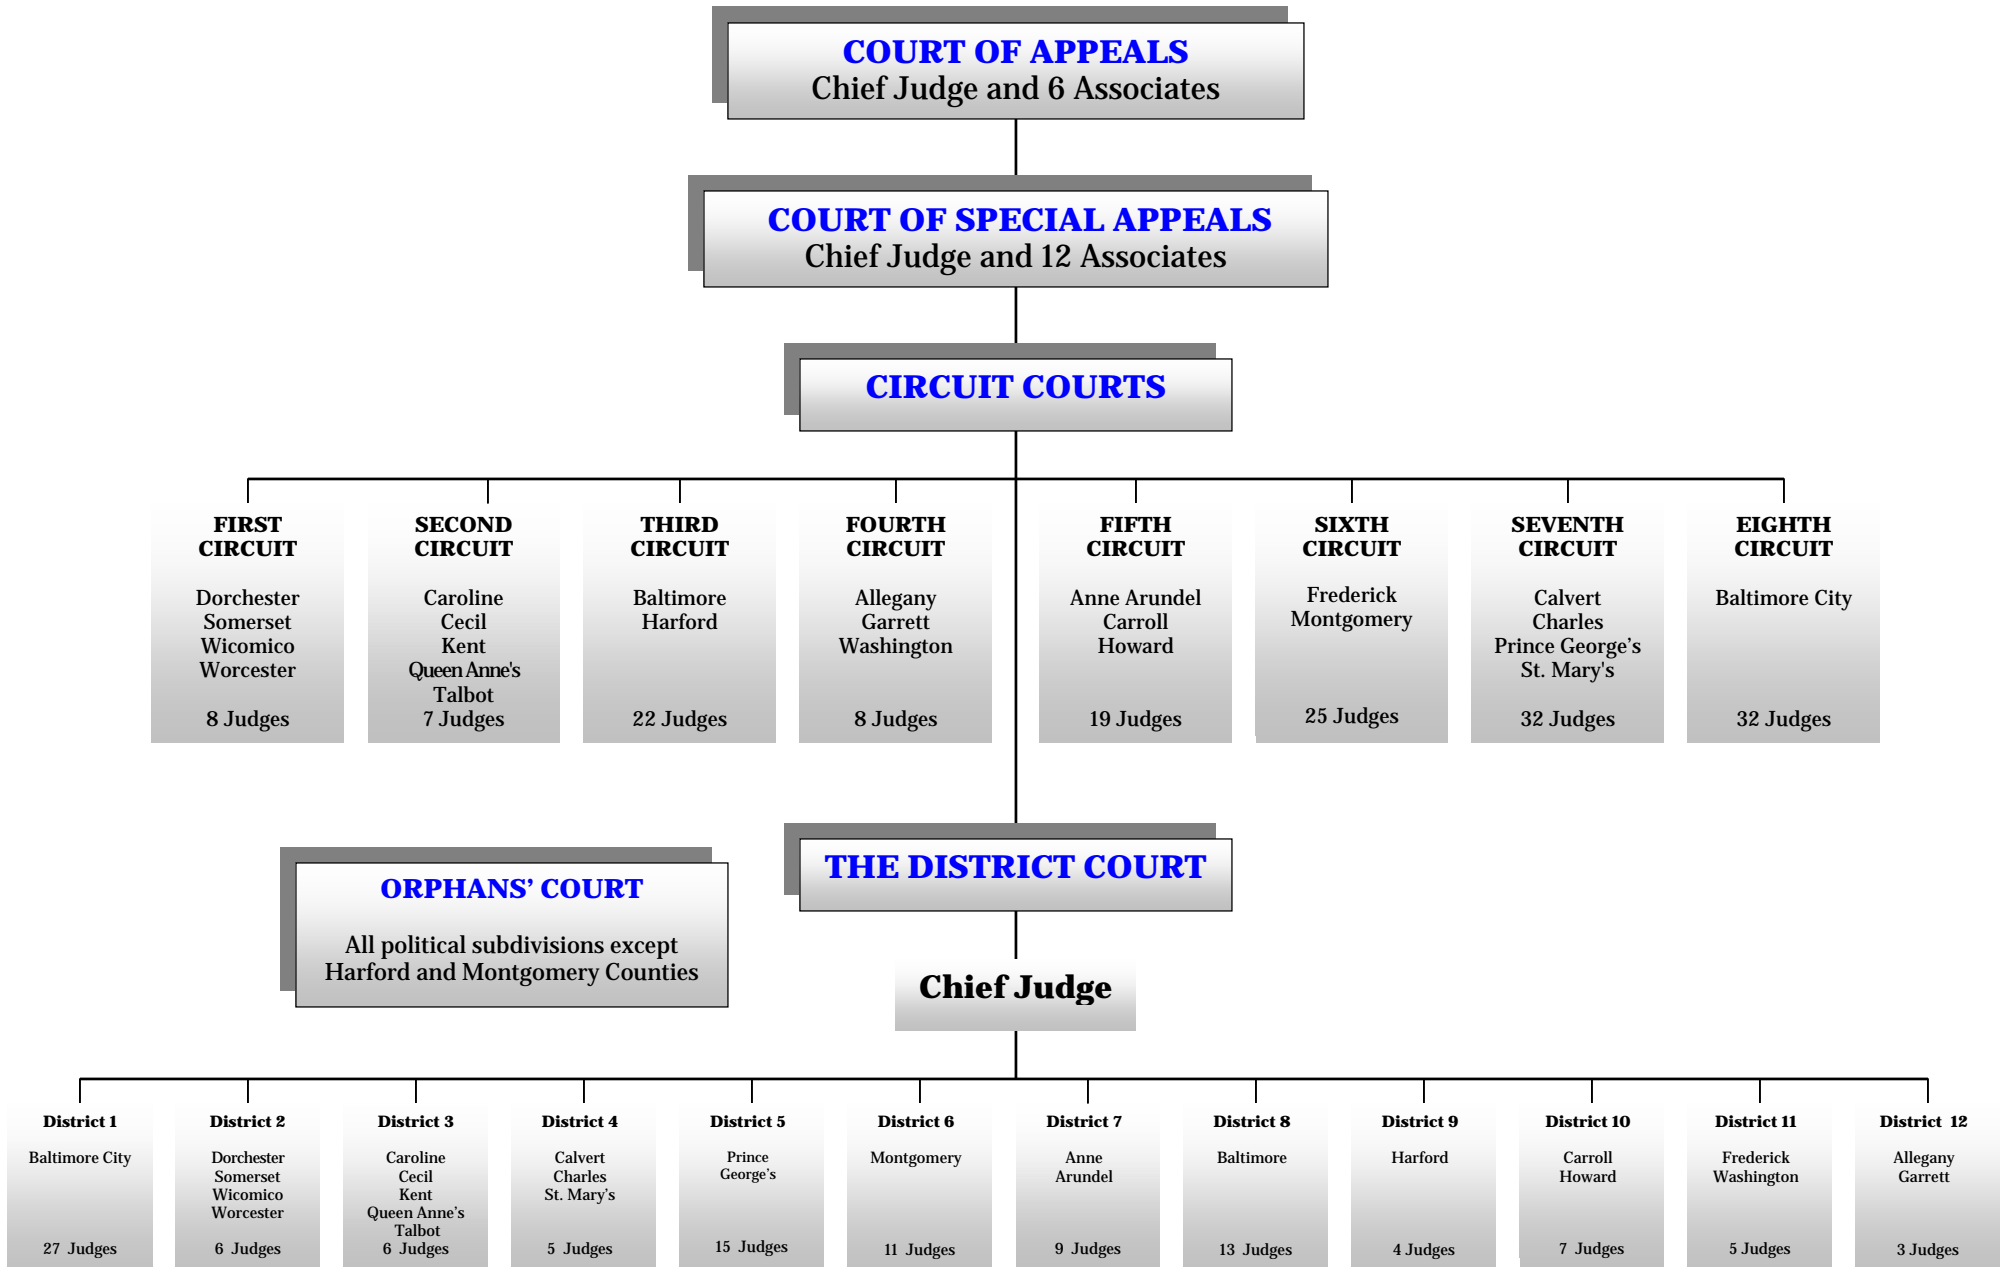 COURT OF APPEALS
Chief Judge and 6 Associates
COURT OF SPECIAL APPEALS
Chief Judge and 12 Associates
CIRCUIT COURTS
FIRST
CIRCUIT
Dorchester
Somerset
Wicomico
Worcester
8 Judges
SECOND
CIRCUIT
Caroline
Cecil
Kent
Queen Anne's
Talbot
7 Judges
THIRD
CIRCUIT
Baltimore
Harford
22 Judges
FOURTH
CIRCUIT
Allegany
Garrett
Washington
8 Judges
FIFTH
CIRCUIT
Anne Arundel
Carroll
Howard
19 Judges
SIXTH
CIRCUIT
Frederick
Montgomery
25 Judges
SEVENTH
CIRCUIT
Calvert
Charles
Prince George’s
St. Mary's
32 Judges
EIGHTH
CIRCUIT
Baltimore City
32 Judges
ORPHANS’ COURT
All political subdivisions except
Harford and Montgomery Counties
THE DISTRICT COURT
Chief Judge
District 1
Baltimore City
27 Judges
District 2
Dorchester
Somerset
Wicomico
Worcester
6 Judges
District 3
Caroline
Cecil
Kent
Queen Anne’s
Talbot
6 Judges
District 4
Calvert
Charles
St. Mary’s
5 Judges
District 5
Prince
George’s
15 Judges
District 6
Montgomery
11 Judges
District 7
Anne
Arundel
9 Judges
District 8
Baltimore
13 Judges
District 9
Harford
4 Judges
District 10
Carroll
Howard
7 Judges
District 11
Frederick
Washington
5 Judges
District 12
Allegany
Garrett
3 Judges